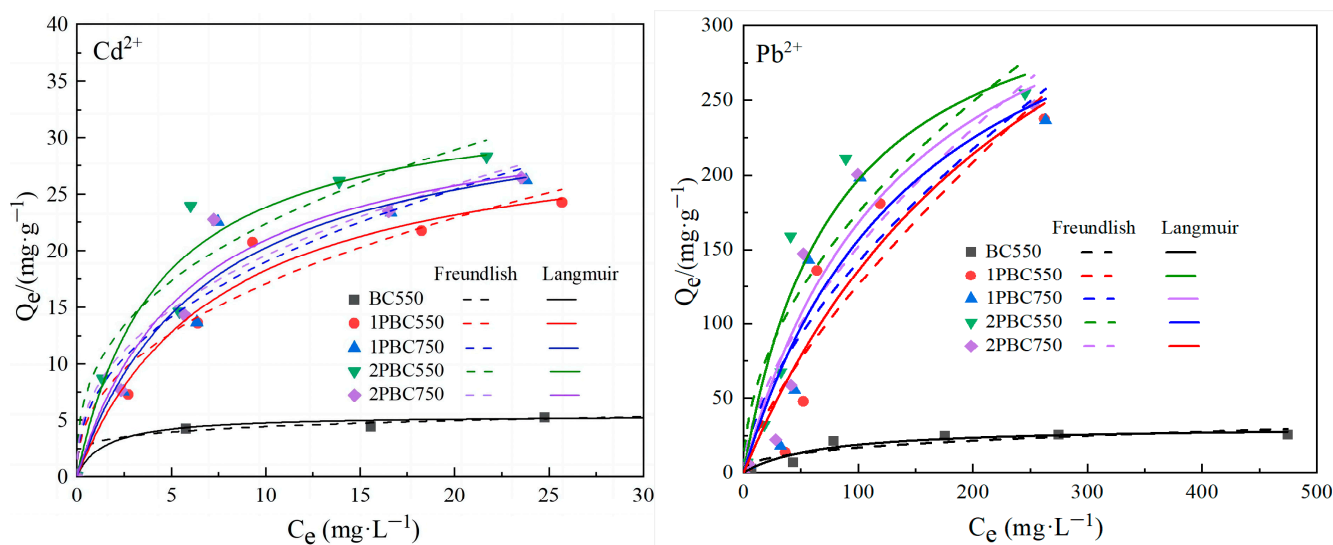 Cd²⁺
Qe/(mg·g⁻¹)
40
35
30
25
20
15
10
5
0
0 5 10 15 20 25 30
Ce (mg·L⁻¹)
Freundlish Langmuir
BC550
1PBC550
1PBC750
2PBC550
2PBC750
Pb²⁺
Qe/(mg·g⁻¹)
300
250
200
150
100
50
0
0 100 200 300 400 500
Ce (mg·L⁻¹)
Freundlish Langmuir
BC550
1PBC550
1PBC750
2PBC550
2PBC750